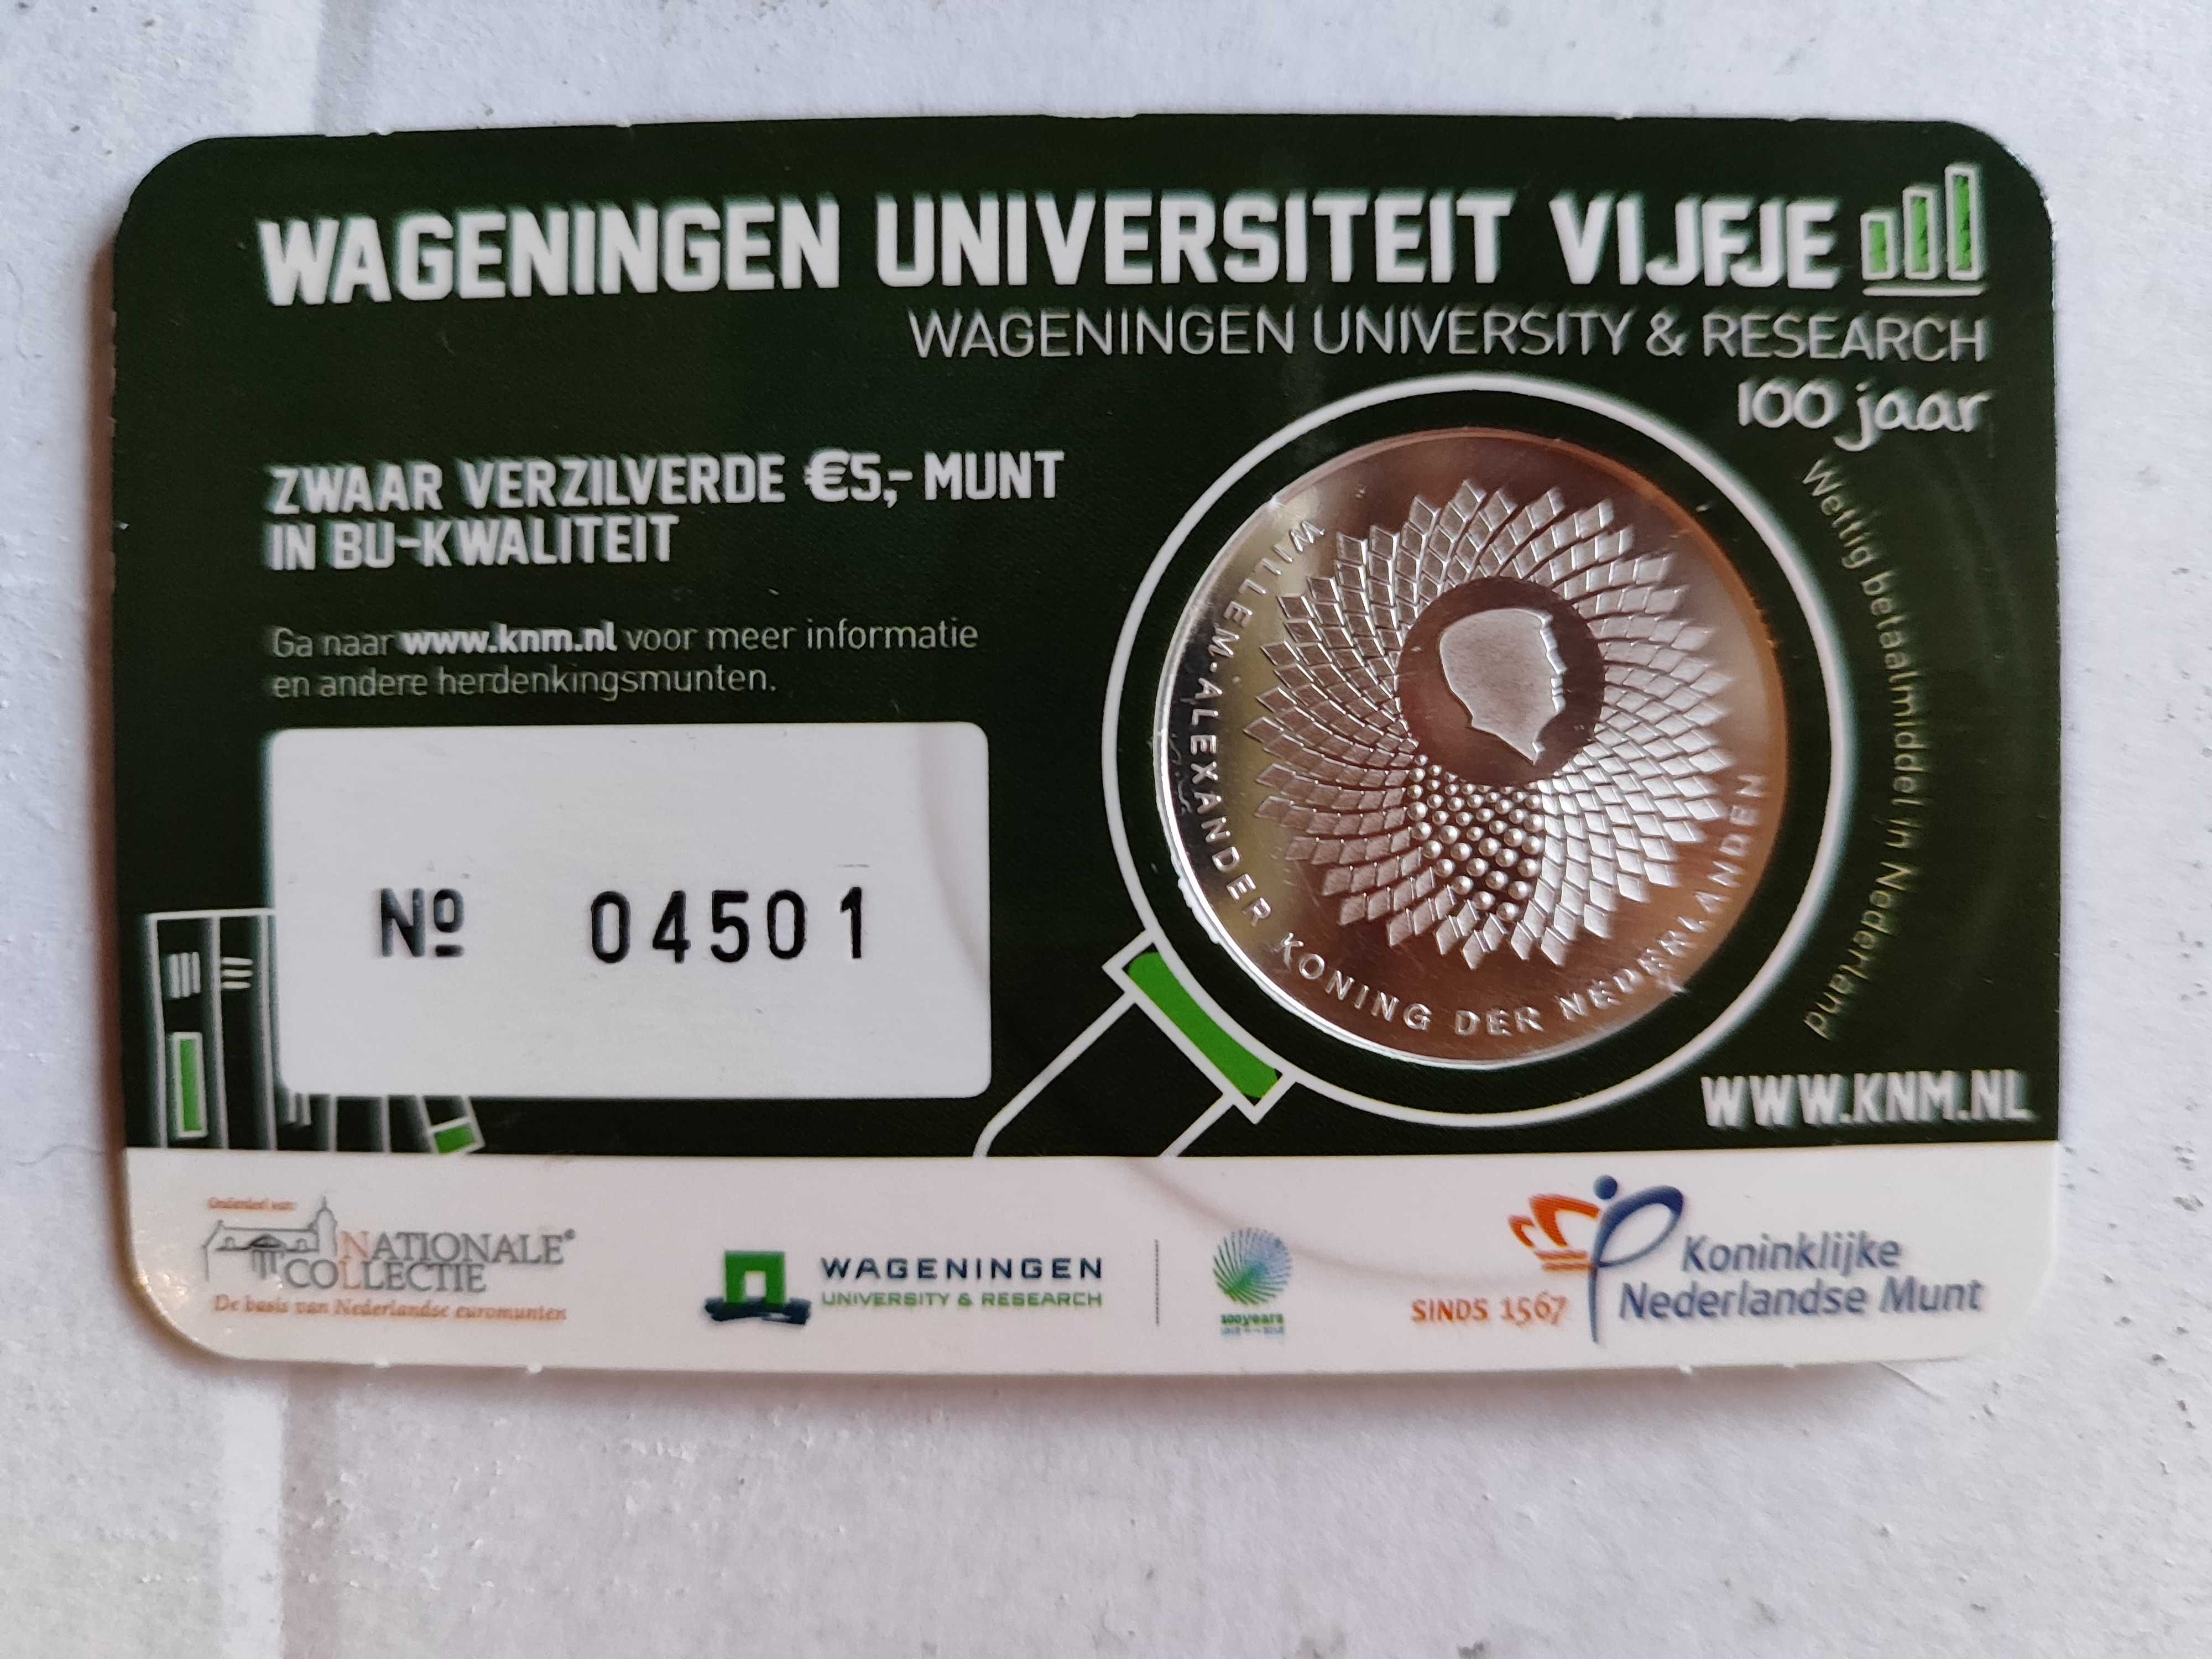 WAGENINGEN UNIVERSITEIT VIJFJE
WAGENINGEN UNIVERSITY & RESEARCH
100 jaar
ZWAAR VERZILVERDE €5,- MUNT
IN BU-KWALITEIT
Ga naar www.knm.nl voor meer informatie
en andere herdenkingsmunten.
Nº 04501
WILLEM-ALEXANDER KONING DER NEDERLANDEN
Wettig betaalmiddel in Nederland
WWW.KNM.NL
Onderdeel van:
NATIONALE®
COLLECTIE
De basis van Nederlandse euromunten
WAGENINGEN
UNIVERSITY & RESEARCH
100years
SINDS 1567
Koninklijke
Nederlandse Munt